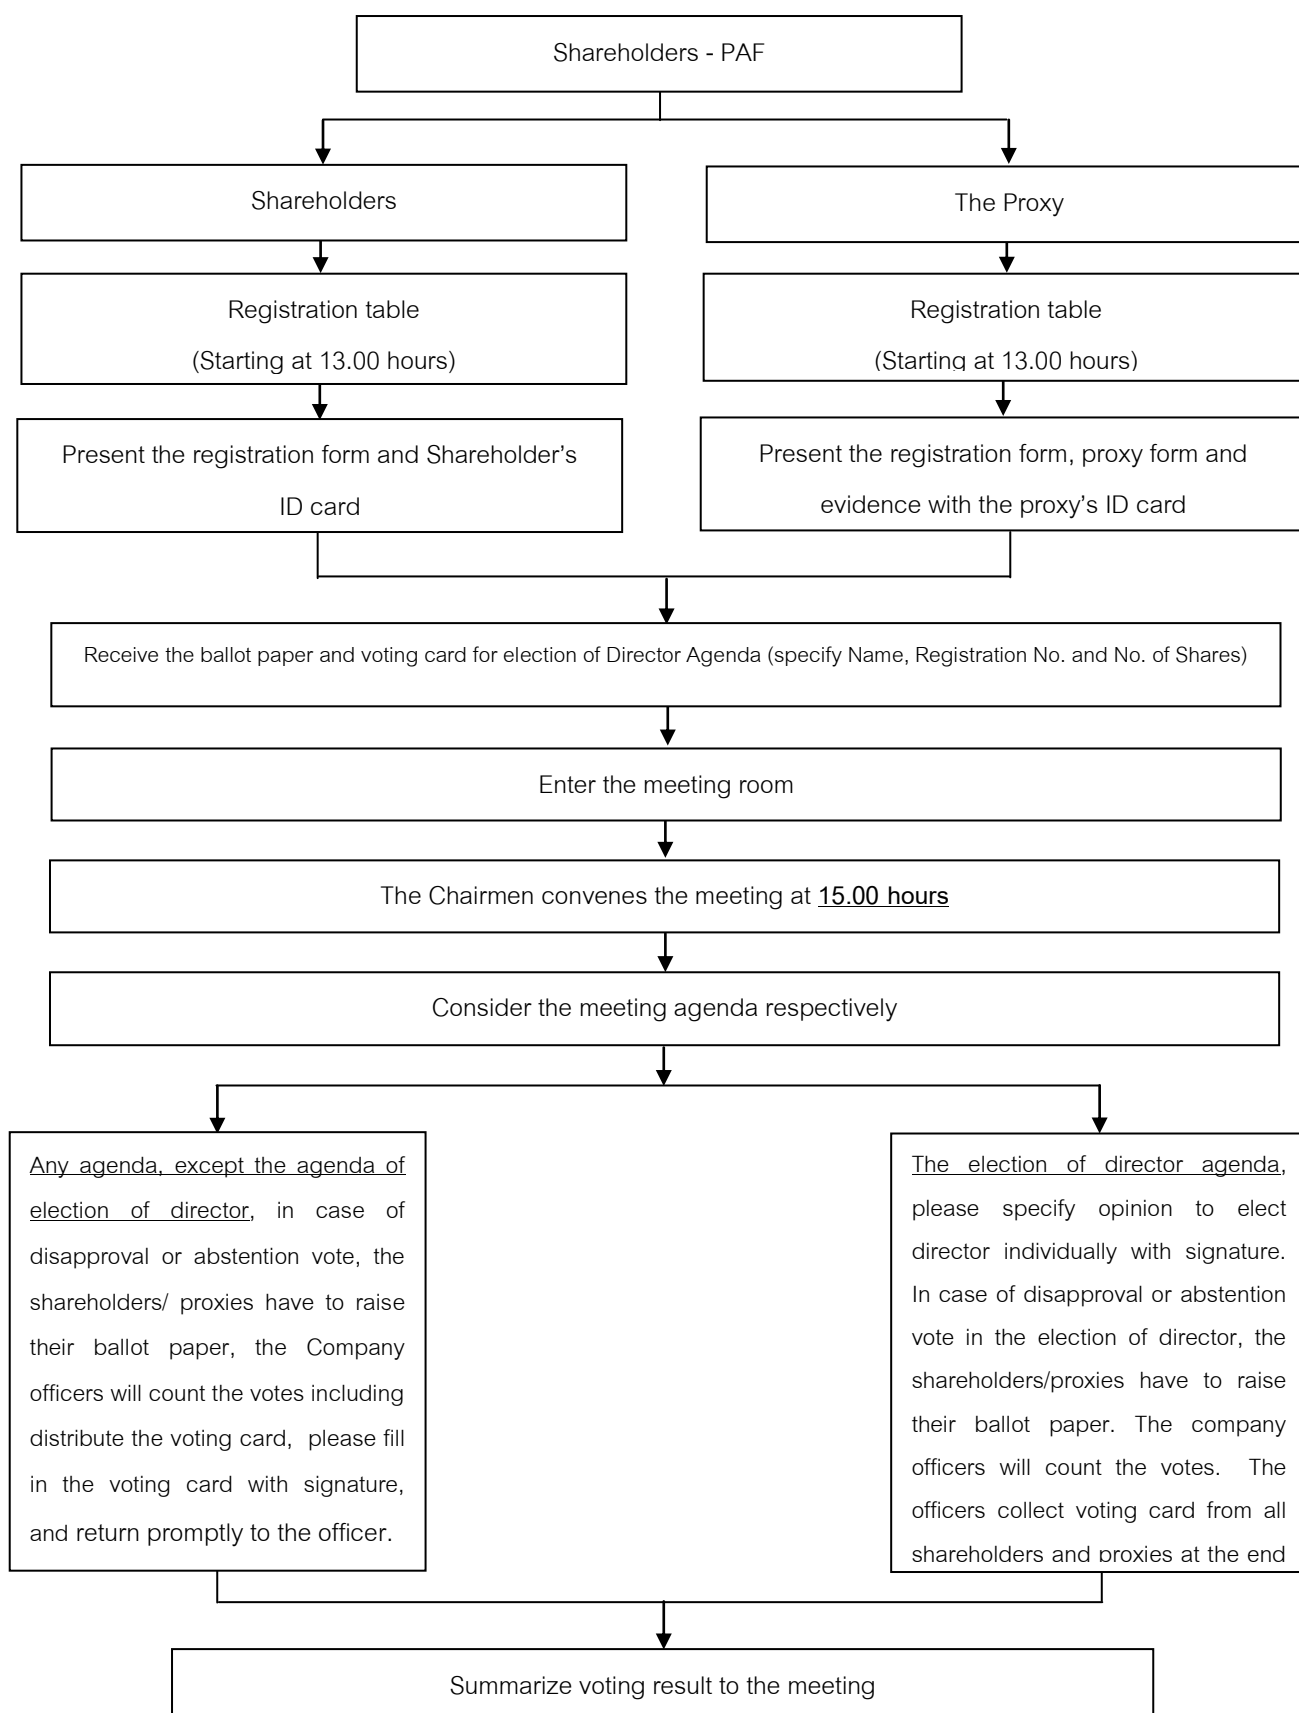 Shareholders - PAF
Shareholders
The Proxy
Registration table
(Starting at 13.00 hours)
Registration table
(Starting at 13.00 hours)
Present the registration form and Shareholder’s
ID card
Present the registration form, proxy form and
evidence with the proxy’s ID card
Receive the ballot paper and voting card for election of Director Agenda (specify Name, Registration No. and No. of Shares)
Enter the meeting room
The Chairmen convenes the meeting at 15.00 hours
Consider the meeting agenda respectively
Any agenda, except the agenda of
election of director, in case of
disapproval or abstention vote, the
shareholders/ proxies have to raise
their ballot paper, the Company
officers will count the votes including
distribute the voting card, please fill
in the voting card with signature,
and return promptly to the officer.
The election of director agenda,
please specify opinion to elect
director individually with signature.
In case of disapproval or abstention
vote in the election of director, the
shareholders/proxies have to raise
their ballot paper. The company
officers will count the votes. The
officers collect voting card from all
shareholders and proxies at the end
Summarize voting result to the meeting